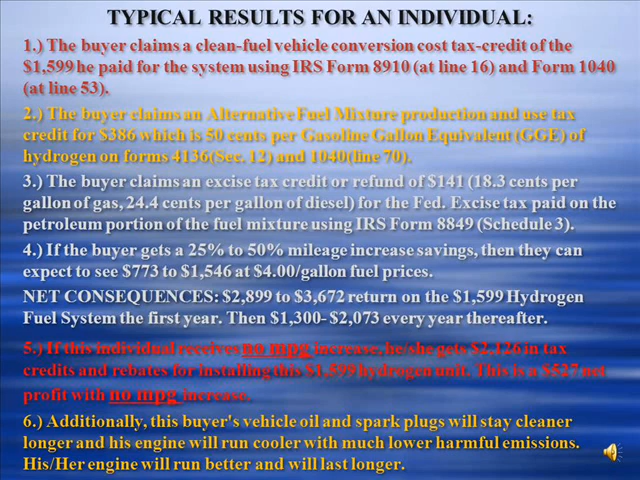 TYPICAL RESULTS FOR AN INDIVIDUAL:
1.) The buyer claims a clean-fuel vehicle conversion cost tax-credit of the
$1,599 he paid for the system using IRS Form 8910 (at line 16) and Form 1040
(at line 53).
2.) The buyer claims an Alternative Fuel Mixture production and use tax
credit for $386 which is 50 cents per Gasoline Gallon Equivalent (GGE) of
hydrogen on forms 4136(Sec. 12) and 1040(line 70).
3.) The buyer claims an excise tax credit or refund of $141 (18.3 cents per
gallon of gas, 24.4 cents per gallon of diesel) for the Fed. Excise tax paid on the
petroleum portion of the fuel mixture using IRS Form 8849 (Schedule 3).
4.) If the buyer gets a 25% to 50% mileage increase savings, then they can
expect to see $773 to $1,546 at $4.00/gallon fuel prices.
NET CONSEQUENCES: $2,899 to $3,672 return on the $1,599 Hydrogen
Fuel System the first year. Then $1,300- $2,073 every year thereafter.
5.) If this individual receives no mpg increase, he/she gets $2,126 in tax
credits and rebates for installing this $1,599 hydrogen unit. This is a $527 net
profit with no mpg increase.
6.) Additionally, this buyer's vehicle oil and spark plugs will stay cleaner
longer and his engine will run cooler with much lower harmful emissions.
His/Her engine will run better and will last longer.